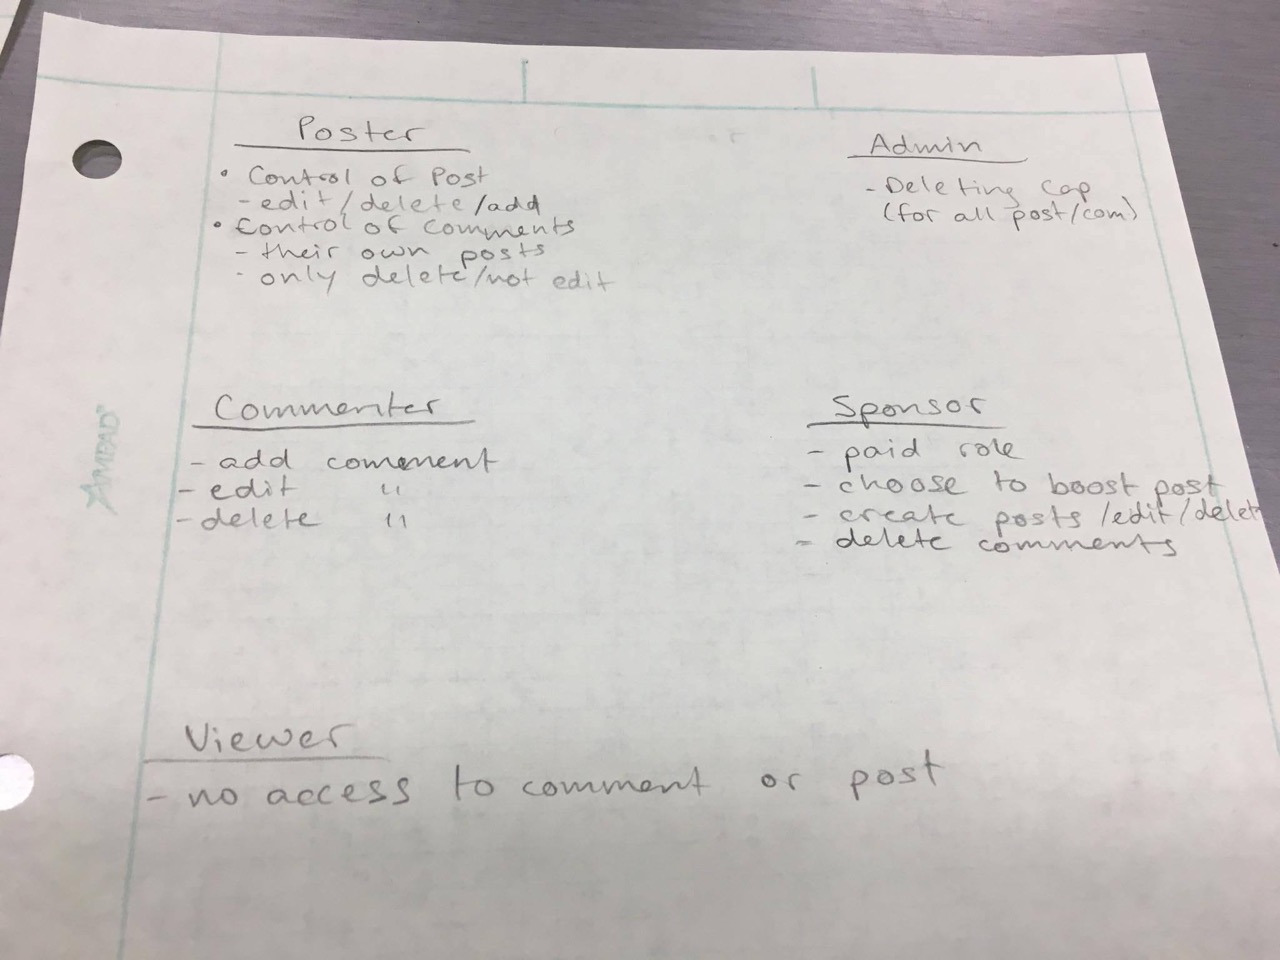 Poster
• Control of Post
- edit/delete/add
• Control of comments
- their own posts
- only delete/not edit
Admin
- Deleting Cap
(for all post/com)
Commenter
- add comment
- edit "
- delete "
Sponsor
- paid role
- choose to boost post
- create posts /edit/delet
- delete comments
Viewer
- no access to comment or post
AMPAD